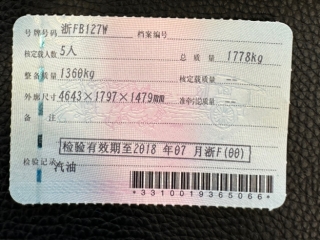 号牌号码 浙FB127W 档案编号
核定载人数 5人 总质量 1778kg
整备质量 1360kg 核定载质量 --
外廓尺寸 4643×1797×1479mm 准牵引总质量 --
备注
检验有效期至2018 年07 月浙F(00)
检验记录 汽油
*3310019365066*